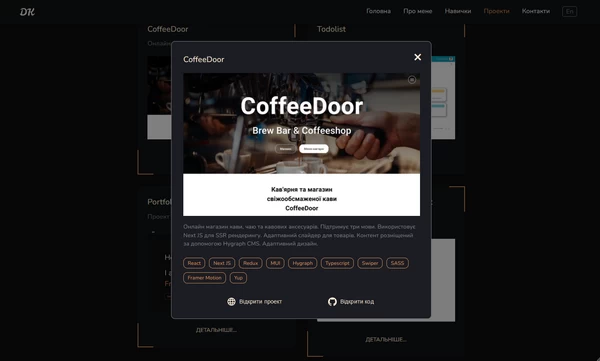 DK
Головна Про мене Навички Проекти Контакти En
CoffeeDoor
Todolist
CoffeeDoor
CoffeeDoor
Brew Bar & Coffeeshop
Кав'ярня та магазин
свіжообсмаженої кави
CoffeeDoor
Онлайн магазин кави, чаю та кавових аксесуарів. Підтримує три мови. Використовує
Next JS для SSR рендерингу. Адаптивний слайдер для товарів. Контент розміщений
за допомогою Hygraph CMS. Адаптивний дизайн.
React Next JS Redux MUI Hygraph Typescript Swiper SASS
Framer Motion Yup
Відкрити проект Відкрити код
ДЕТАЛЬНІШЕ...
ДЕТАЛЬНІШЕ...